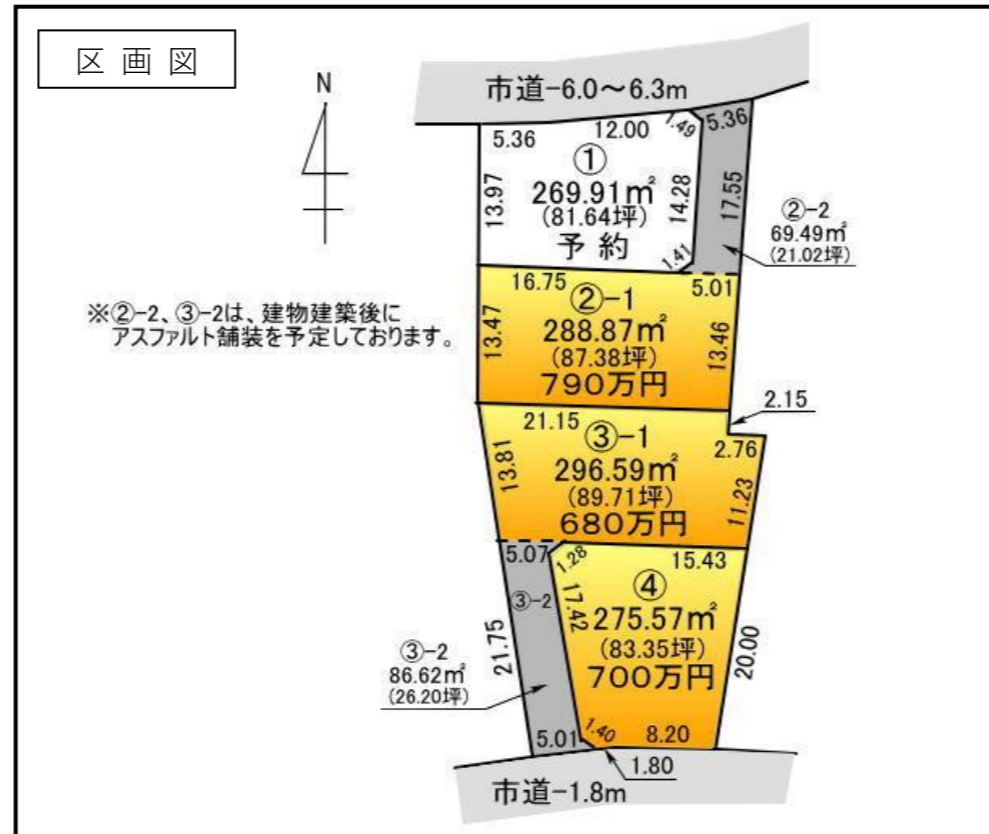 区画図
N
市道-6.0～6.3m
5.36
12.00
1.49
5.36
①
269.91㎡
(81.64坪)
予約
13.97
14.28
17.55
1.41
②-2
69.49㎡
(21.02坪)
※②-2、③-2は、建物建築後に
アスファルト舗装を予定しております。
16.75
5.01
②-1
288.87㎡
(87.38坪)
790万円
13.47
13.46
2.15
21.15
2.76
③-1
296.59㎡
(89.71坪)
680万円
13.81
11.23
5.07
1.28
15.43
③-2
17.42
④
275.57㎡
(83.35坪)
700万円
21.75
20.00
③-2
86.62㎡
(26.20坪)
5.01
1.40
8.20
1.80
市道-1.8m